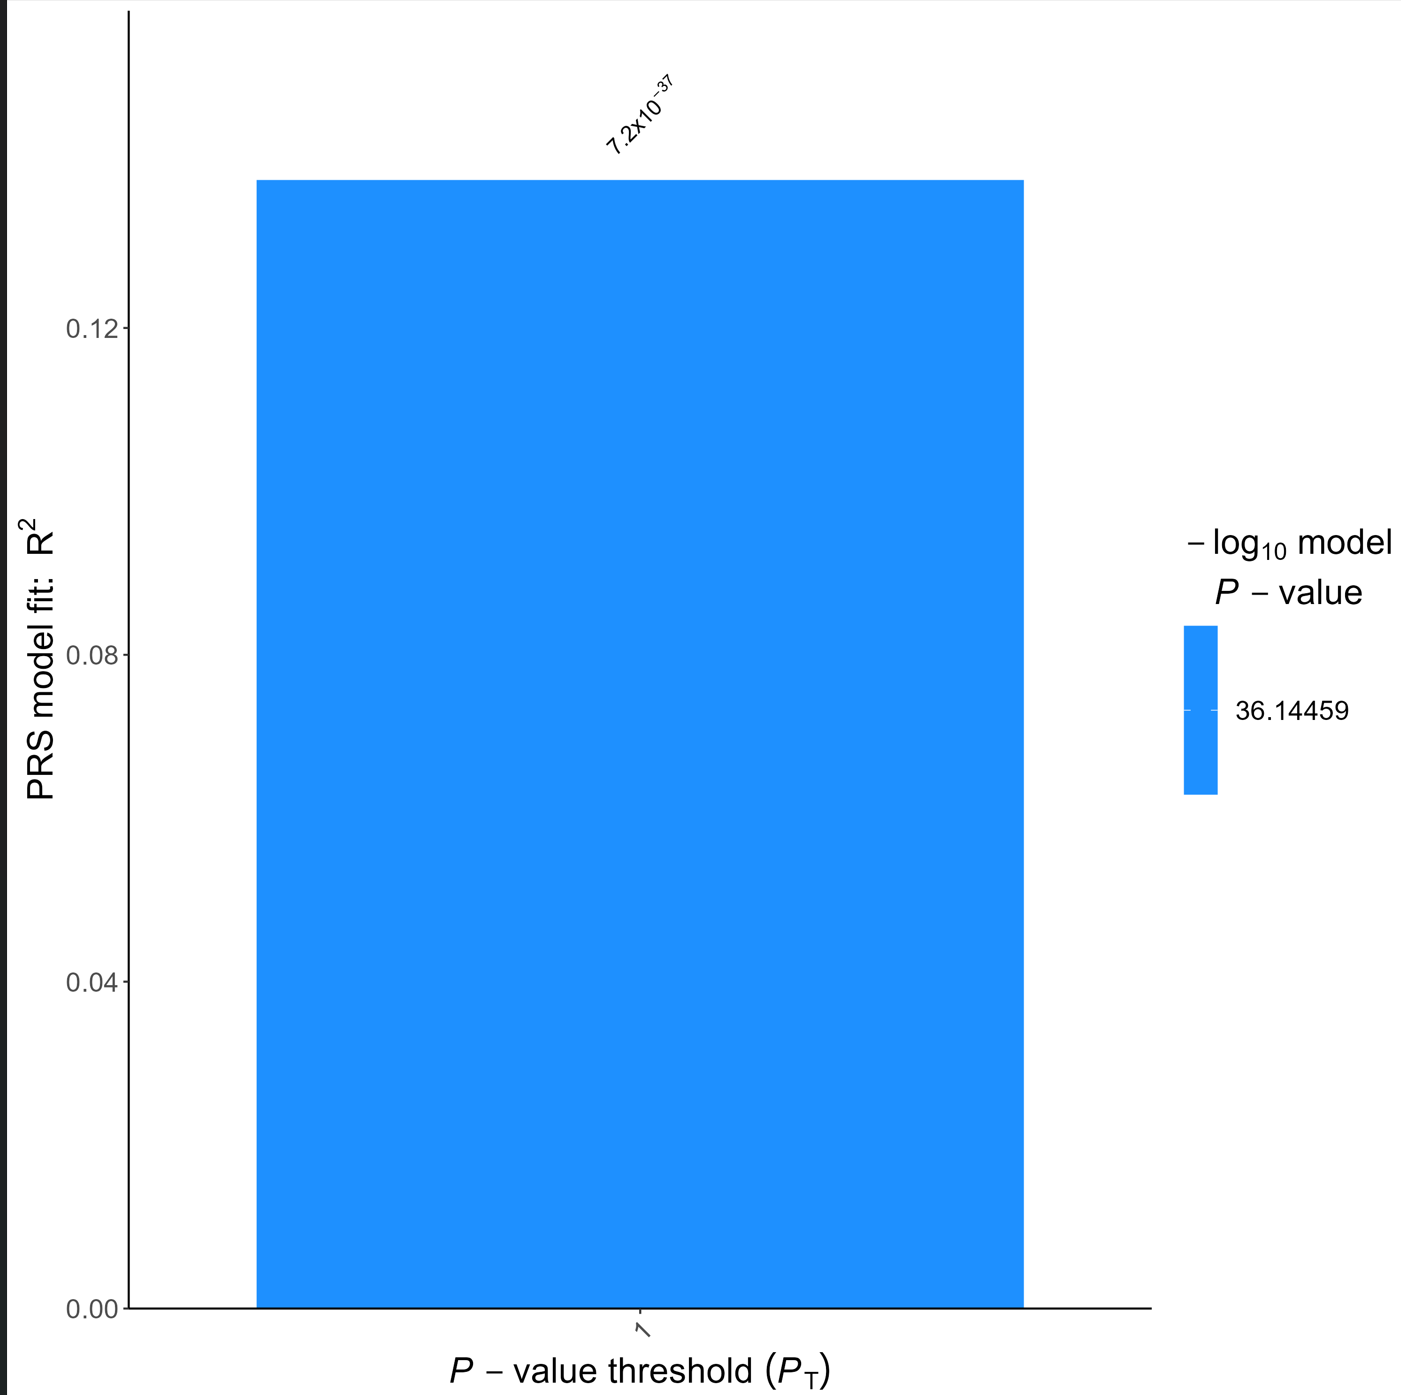 7.2x10⁻³⁷
0.12
0.08
0.04
0.00
PRS model fit: R²
1
P − value threshold (P_T)
− log₁₀ model
P − value
36.14459